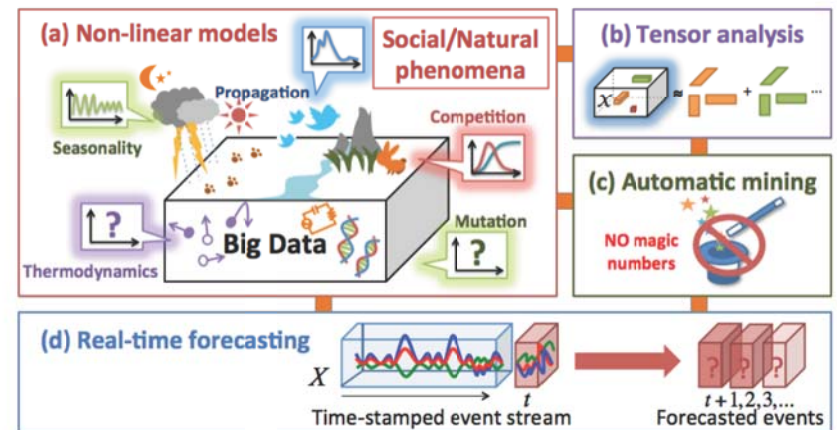 (a) Non-linear models
Social/Natural
phenomena
Propagation
Seasonality
Competition
?
Thermodynamics
Big Data
Mutation
?
(b) Tensor analysis
X ≈ + ...
(c) Automatic mining
NO magic
numbers
(d) Real-time forecasting
X
t
Time-stamped event stream
? ? ?
t+1,2,3,...
Forecasted events